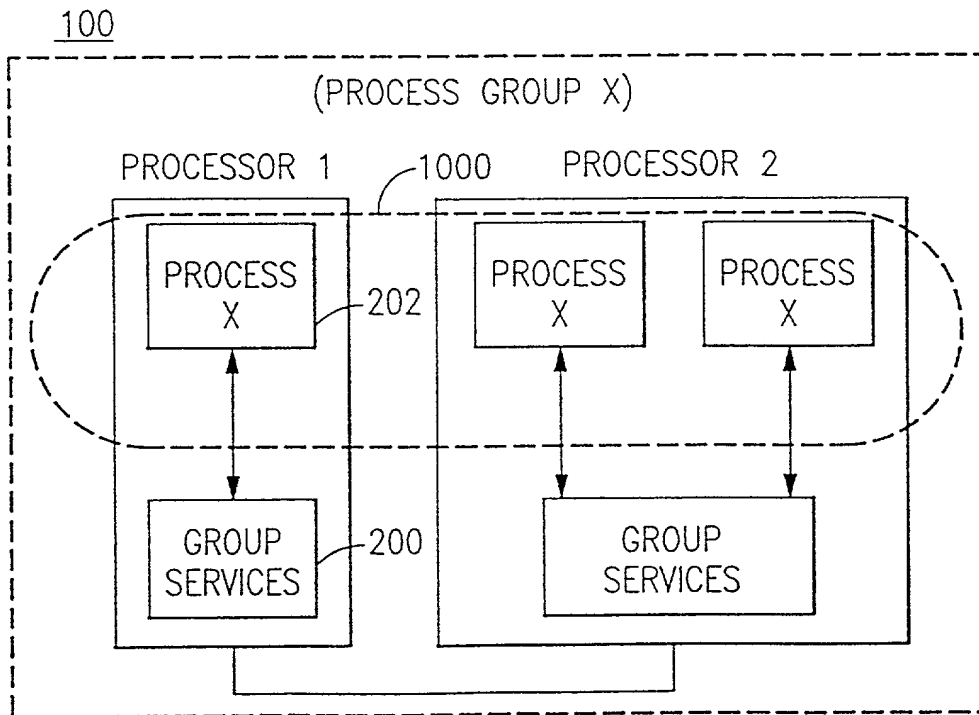 100
(PROCESS GROUP X)
PROCESSOR 1
1000
PROCESSOR 2
PROCESS
X
202
PROCESS
X
PROCESS
X
GROUP
SERVICES
200
GROUP
SERVICES